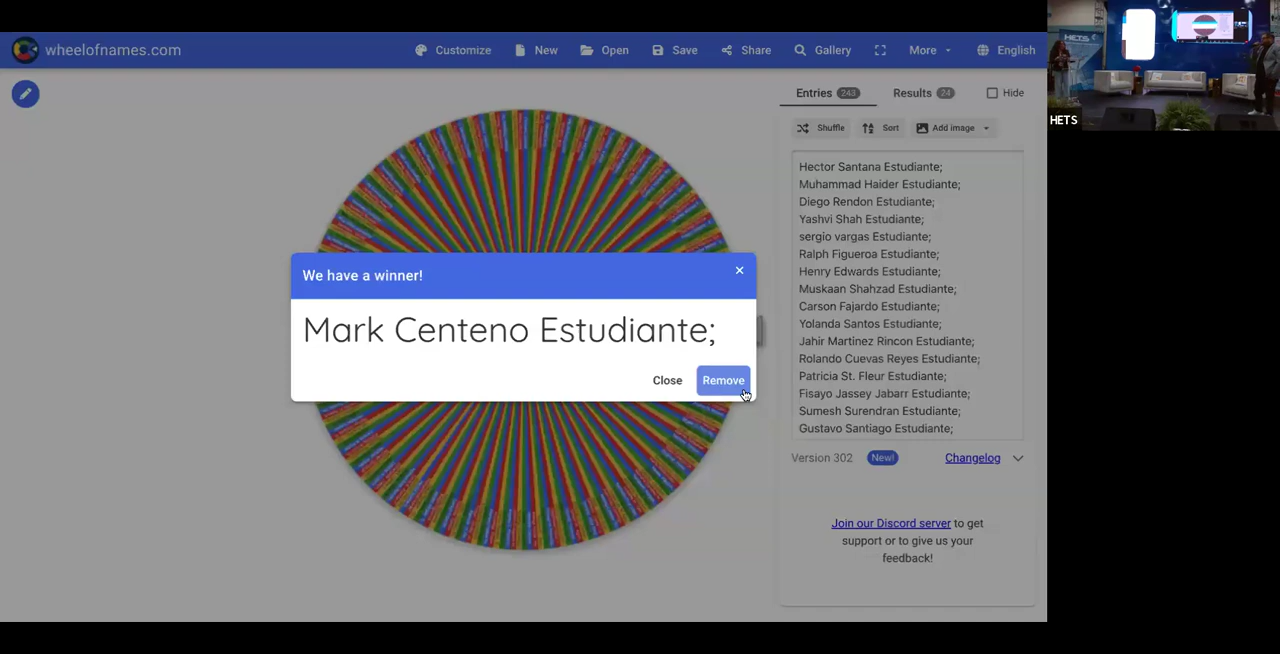 wheelofnames.com
Customize
New
Open
Save
Share
Gallery
More
English
Entries 243
Results 24
Hide
Shuffle
Sort
Add image
Hector Santana Estudiante;
Muhammad Haider Estudiante;
Diego Rendon Estudiante;
Yashvi Shah Estudiante;
sergio vargas Estudiante;
Ralph Figueroa Estudiante;
Henry Edwards Estudiante;
Muskaan Shahzad Estudiante;
Carson Fajardo Estudiante;
Yolanda Santos Estudiante;
Jahir Martinez Rincon Estudiante;
Rolando Cuevas Reyes Estudiante;
Patricia St. Fleur Estudiante;
Fisayo Jassey Jabarr Estudiante;
Sumesh Surendran Estudiante;
Gustavo Santiago Estudiante;
We have a winner!
Mark Centeno Estudiante;
Close
Remove
Version 302
New!
Changelog
Join our Discord server to get
support or to give us your
feedback!
HETS
HETS